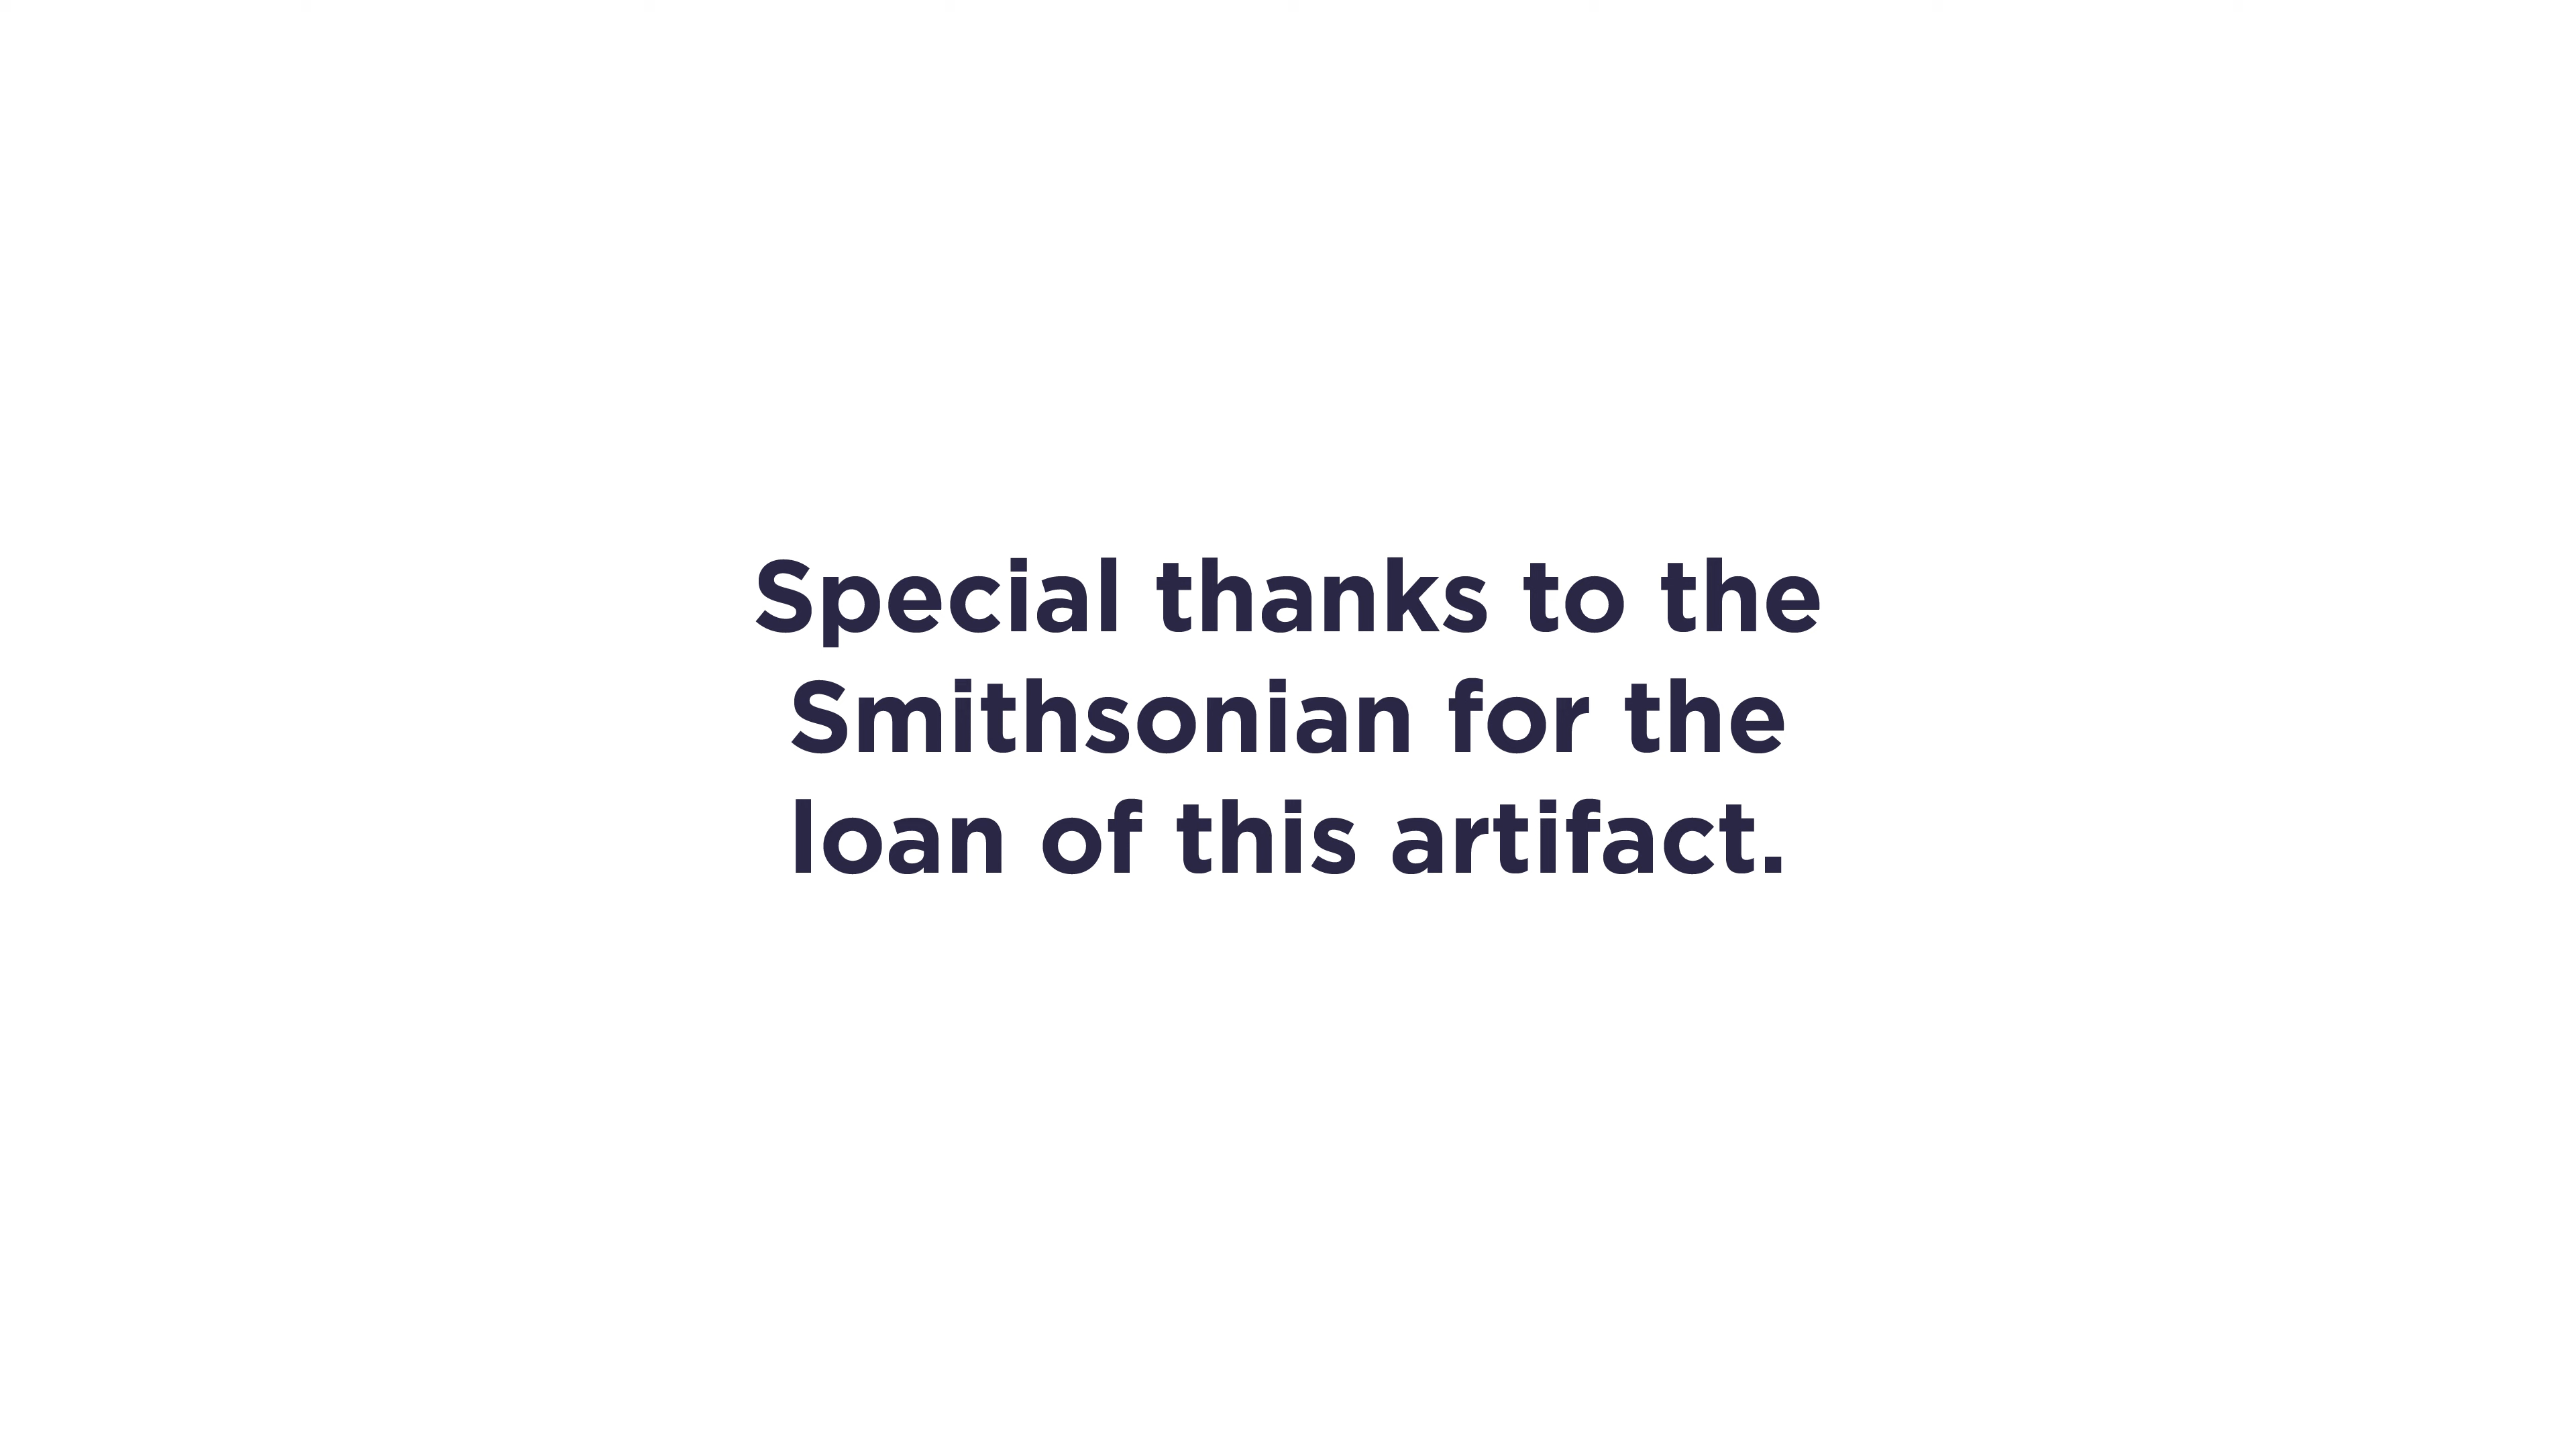 Special thanks to the
Smithsonian for the
loan of this artifact.